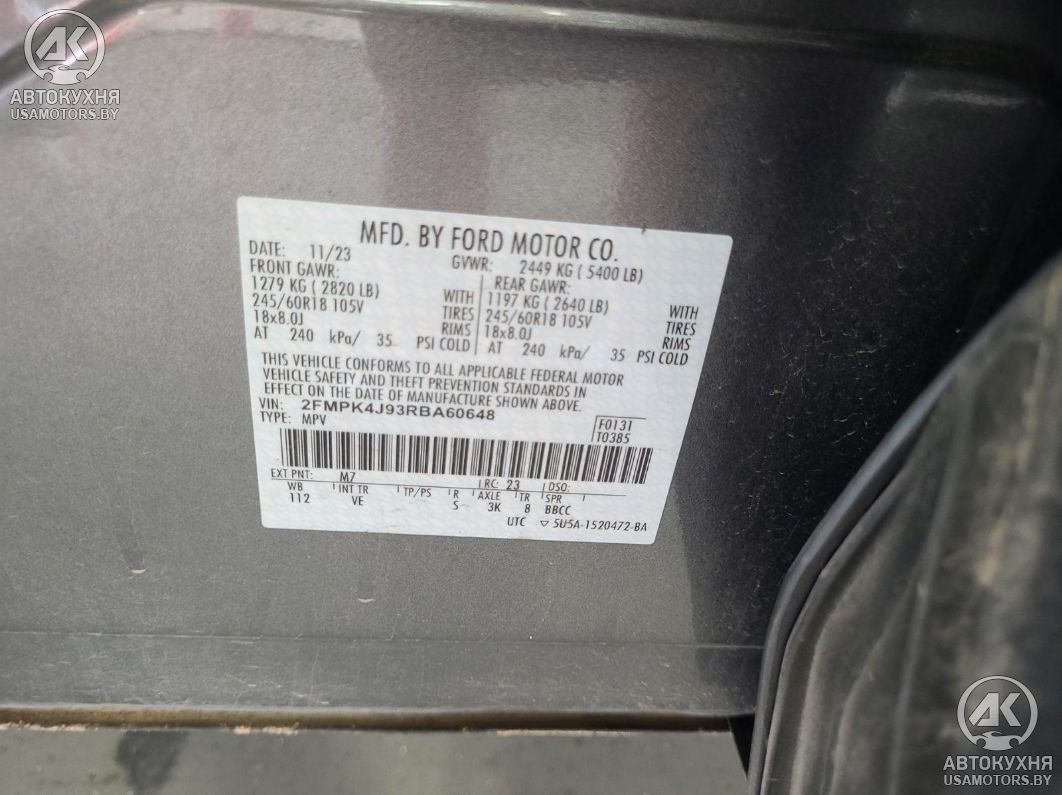 AK
АВТОКУХНЯ
USAMOTORS.BY
MFD. BY FORD MOTOR CO.
DATE: 11/23 GVWR: 2449 KG ( 5400 LB)
FRONT GAWR: REAR GAWR:
1279 KG ( 2820 LB) WITH 1197 KG ( 2640 LB) WITH
245/60R18 105V TIRES 245/60R18 105V TIRES
18x8.0J RIMS 18x8.0J RIMS
AT 240 kPa/ 35 PSI COLD AT 240 kPa/ 35 PSI COLD
THIS VEHICLE CONFORMS TO ALL APPLICABLE FEDERAL MOTOR
VEHICLE SAFETY AND THEFT PREVENTION STANDARDS IN
EFFECT ON THE DATE OF MANUFACTURE SHOWN ABOVE.
VIN: 2FMPK4J93RBA60648
TYPE: MPV
F0131
T0385
EXT PNT: M7 RC: 23 DSO:
WB INT TR TP/PS R AXLE TR SPR
112 VE S 3K 8 BBCC
UTC ▽ 5U5A-1520472-BA
AK
АВТОКУХНЯ
USAMOTORS.BY